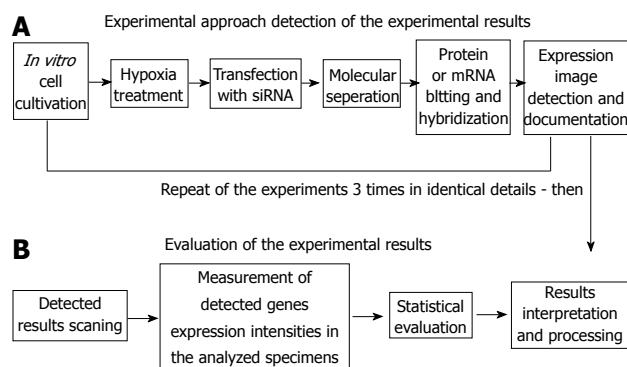 A
Experimental approach detection of the experimental results
In vitro
cell
cultivation
Hypoxia
treatment
Transfection
with siRNA
Molecular
seperation
Protein
or mRNA
bltting and
hybridization
Expression
image
detection and
documentation
Repeat of the experiments 3 times in identical details - then
B
Evaluation of the experimental results
Detected
results scaning
Measurement of
detected genes
expression intensities in
the analyzed specimens
Statistical
evaluation
Results
interpretation
and processing